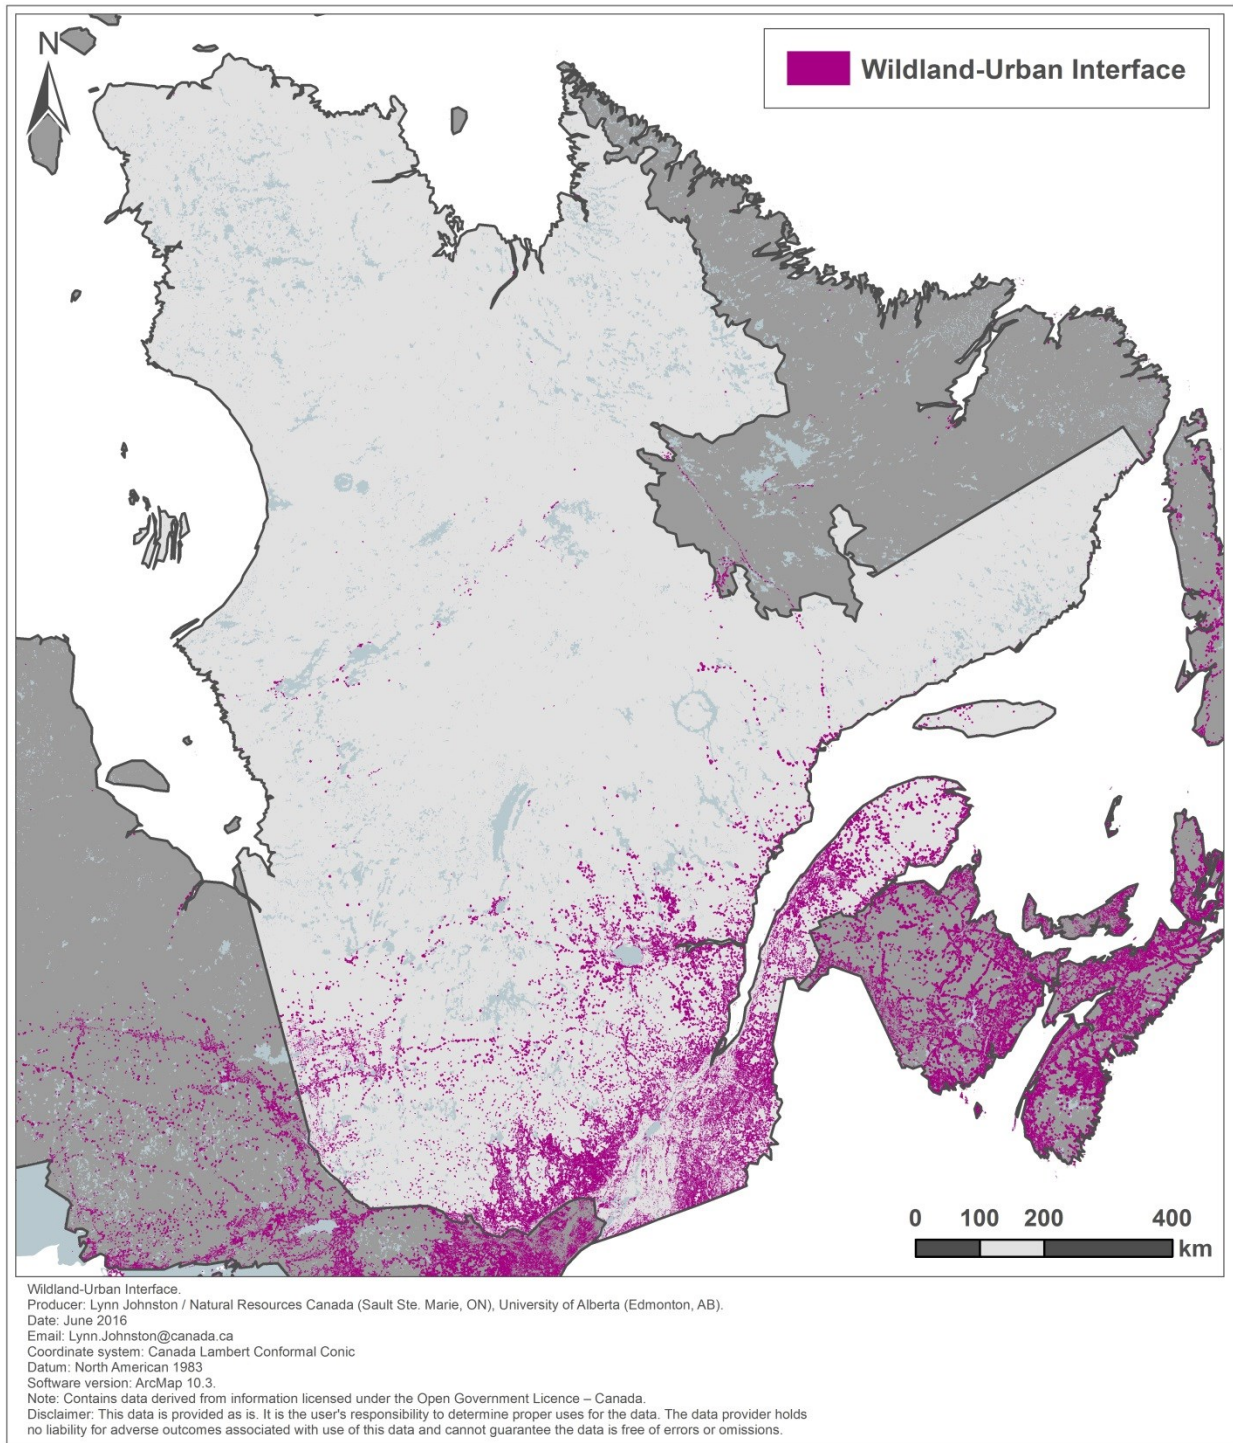 N
Wildland-Urban Interface
0 100 200 400
km
Wildland-Urban Interface.
Producer: Lynn Johnston / Natural Resources Canada (Sault Ste. Marie, ON), University of Alberta (Edmonton, AB).
Date: June 2016
Email: Lynn.Johnston@canada.ca
Coordinate system: Canada Lambert Conformal Conic
Datum: North American 1983
Software version: ArcMap 10.3.
Note: Contains data derived from information licensed under the Open Government Licence – Canada.
Disclaimer: This data is provided as is. It is the user's responsibility to determine proper uses for the data. The data provider holds
no liability for adverse outcomes associated with use of this data and cannot guarantee the data is free of errors or omissions.